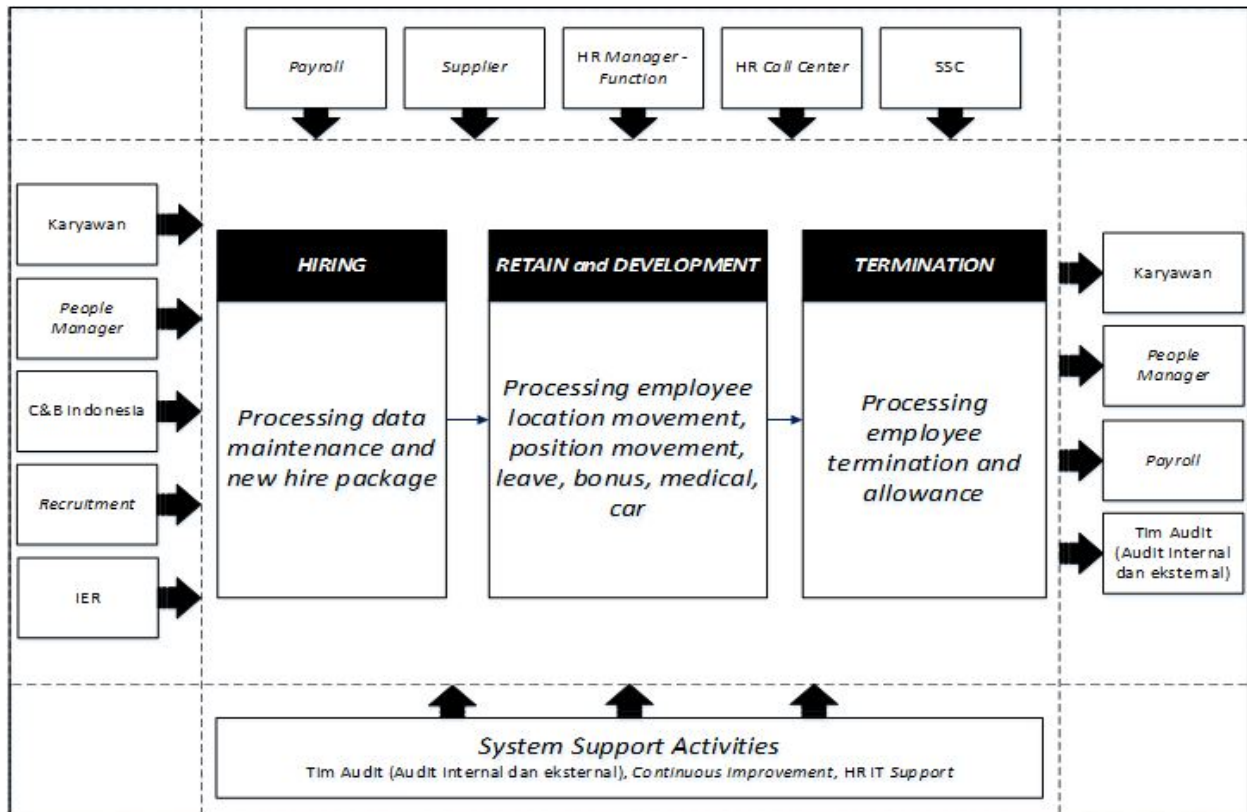 Payroll
Supplier
HR Manager -
Function
HR Call Center
SSC
Karyawan
People
Manager
C&B Indonesia
Recruitment
IER
HIRING
Processing data
maintenance and
new hire package
RETAIN and DEVELOPMENT
Processing employee
location movement,
position movement,
leave, bonus, medical,
car
TERMINATION
Processing
employee
termination and
allowance
Karyawan
People
Manager
Payroll
Tim Audit
(Audit Internal
dan eksternal)
System Support Activities
Tim Audit (Audit Internal dan eksternal), Continuous Improvement, HR IT Support